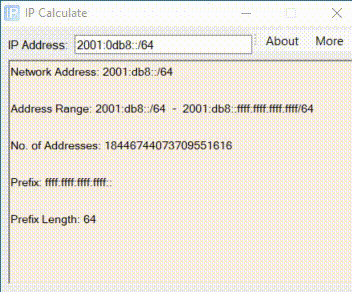 IP Calculate
IP Address: 2001:0db8::/64 About More
Network Address: 2001:db8::/64
Address Range: 2001:db8::/64 - 2001:db8::ffff:ffff:ffff:ffff/64
No. of Addresses: 18446744073709551616
Prefix: ffff:ffff:ffff:ffff::
Prefix Length: 64